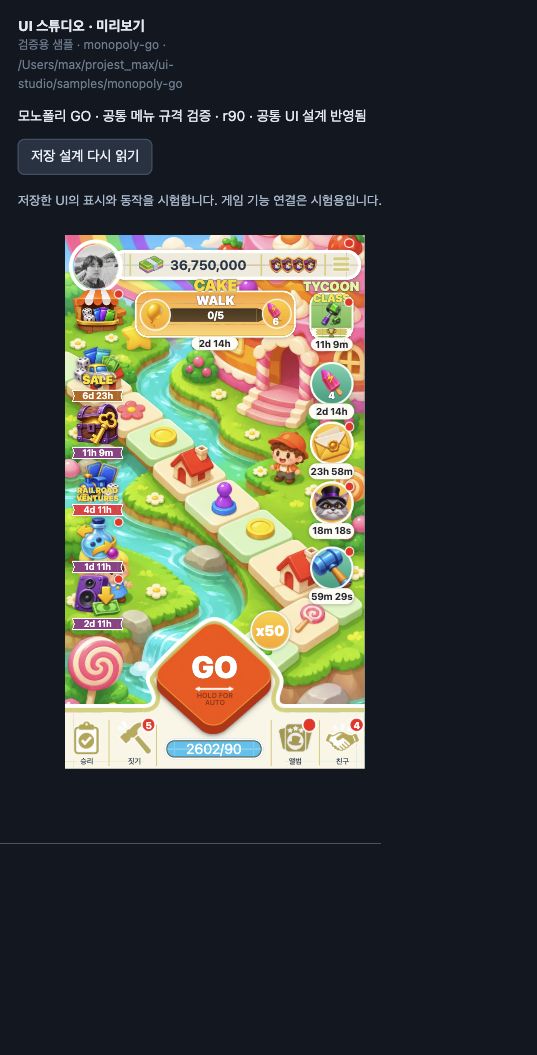 UI 스튜디오 · 미리보기
검증용 샘플 · monopoly-go ·
/Users/max/projest_max/ui-
studio/samples/monopoly-go
모노폴리 GO · 공통 메뉴 규격 검증 · r90 · 공통 UI 설계 반영됨
저장 설계 다시 읽기
저장한 UI의 표시와 동작을 시험합니다. 게임 기능 연결은 시험용입니다.
36,750,000
CAKE
WALK
0/5
6
2d 14h
TYCOON
CLASS
11h 9m
SALE
6d 23h
4
2d 14h
11h 9m
23h 58m
RAILROAD
VENTURES
4d 11h
18m 18s
1d 11h
59m 29s
2d 11h
x50
GO
HOLD FOR
AUTO
2602/90
5
4
승리
짓기
앨범
친구